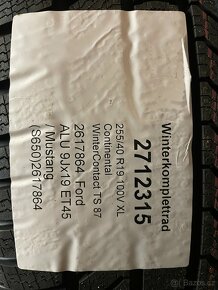 Winterkomplettrad
2712315
255/40 R19 100V XL
Continental
WinterContact TS 87
2617864, Ford
ALU 9Jx19 ET45
/ Mustang
(S650)2617864